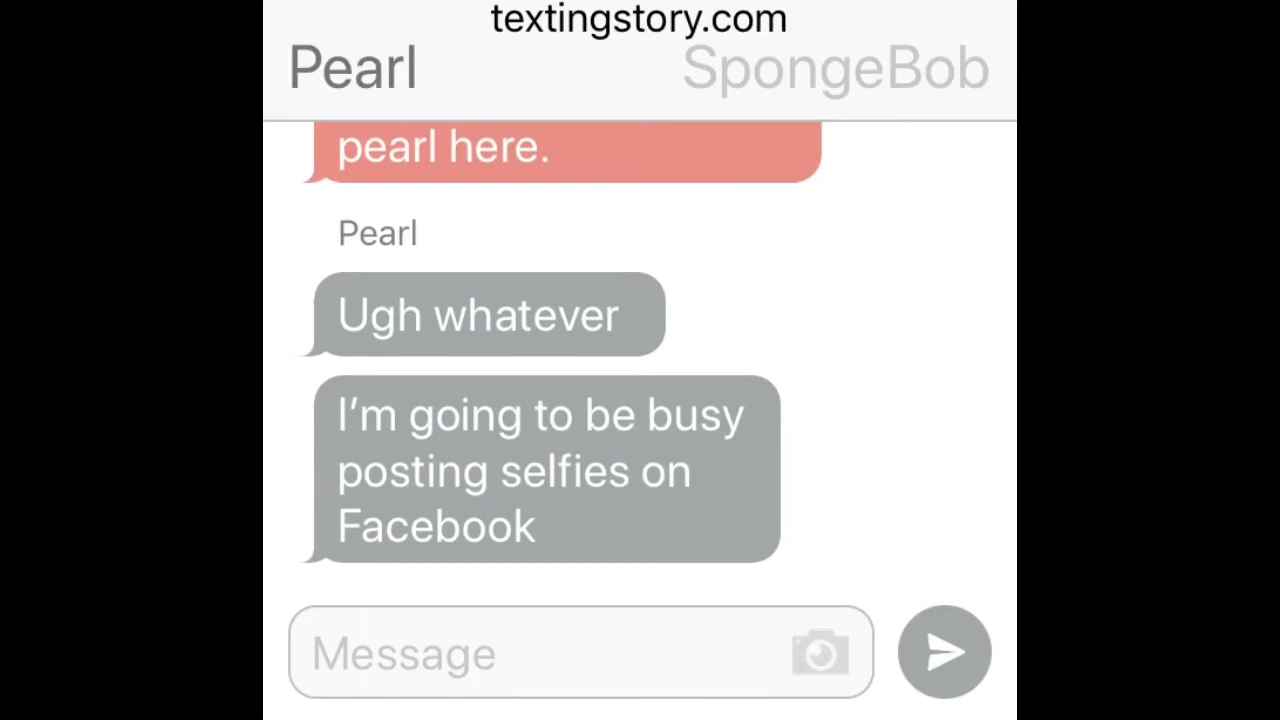 textingstory.com
Pearl SpongeBob
pearl here.
Pearl
Ugh whatever
I’m going to be busy
posting selfies on
Facebook
Message